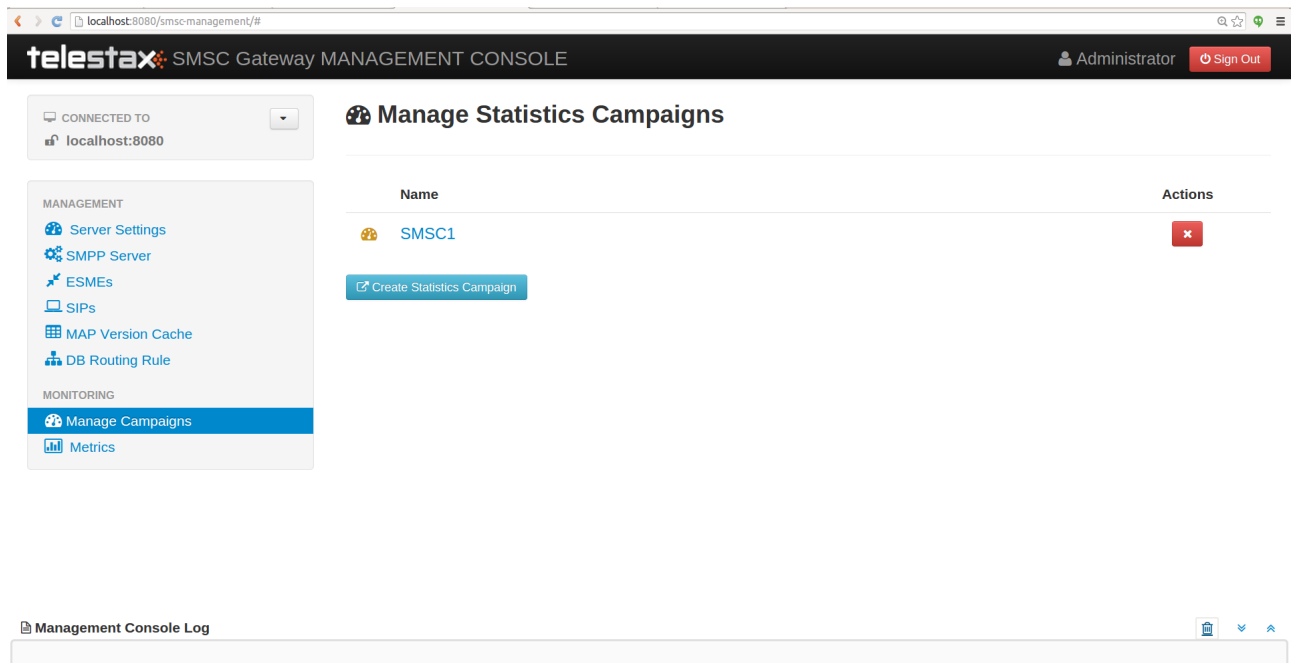 localhost:8080/smsc-management/#
telestax SMSC Gateway MANAGEMENT CONSOLE
Administrator
Sign Out
CONNECTED TO
localhost:8080
MANAGEMENT
Server Settings
SMPP Server
ESMEs
SIPs
MAP Version Cache
DB Routing Rule
MONITORING
Manage Campaigns
Metrics
Manage Statistics Campaigns
Name Actions
SMSC1
Create Statistics Campaign
Management Console Log